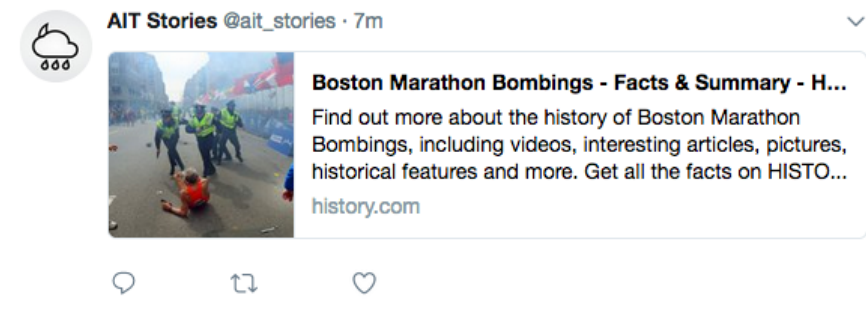 AIT Stories @ait_stories · 7m
Boston Marathon Bombings - Facts & Summary - H...
Find out more about the history of Boston Marathon
Bombings, including videos, interesting articles, pictures,
historical features and more. Get all the facts on HISTO...
history.com